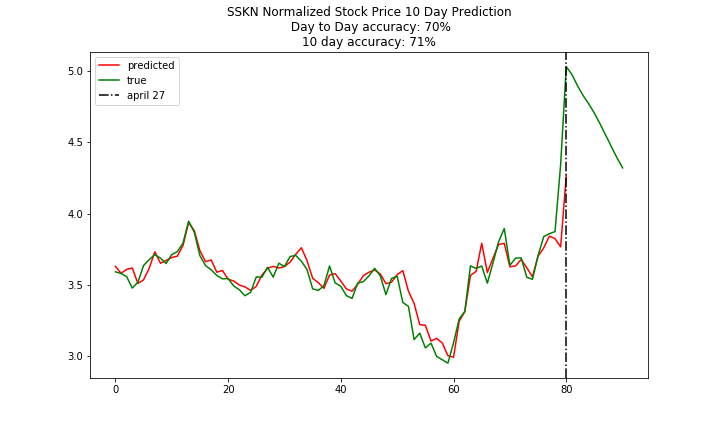 SSKN Normalized Stock Price 10 Day Prediction
Day to Day accuracy: 70%
10 day accuracy: 71%
predicted
true
april 27
5.0
4.5
4.0
3.5
3.0
0 20 40 60 80